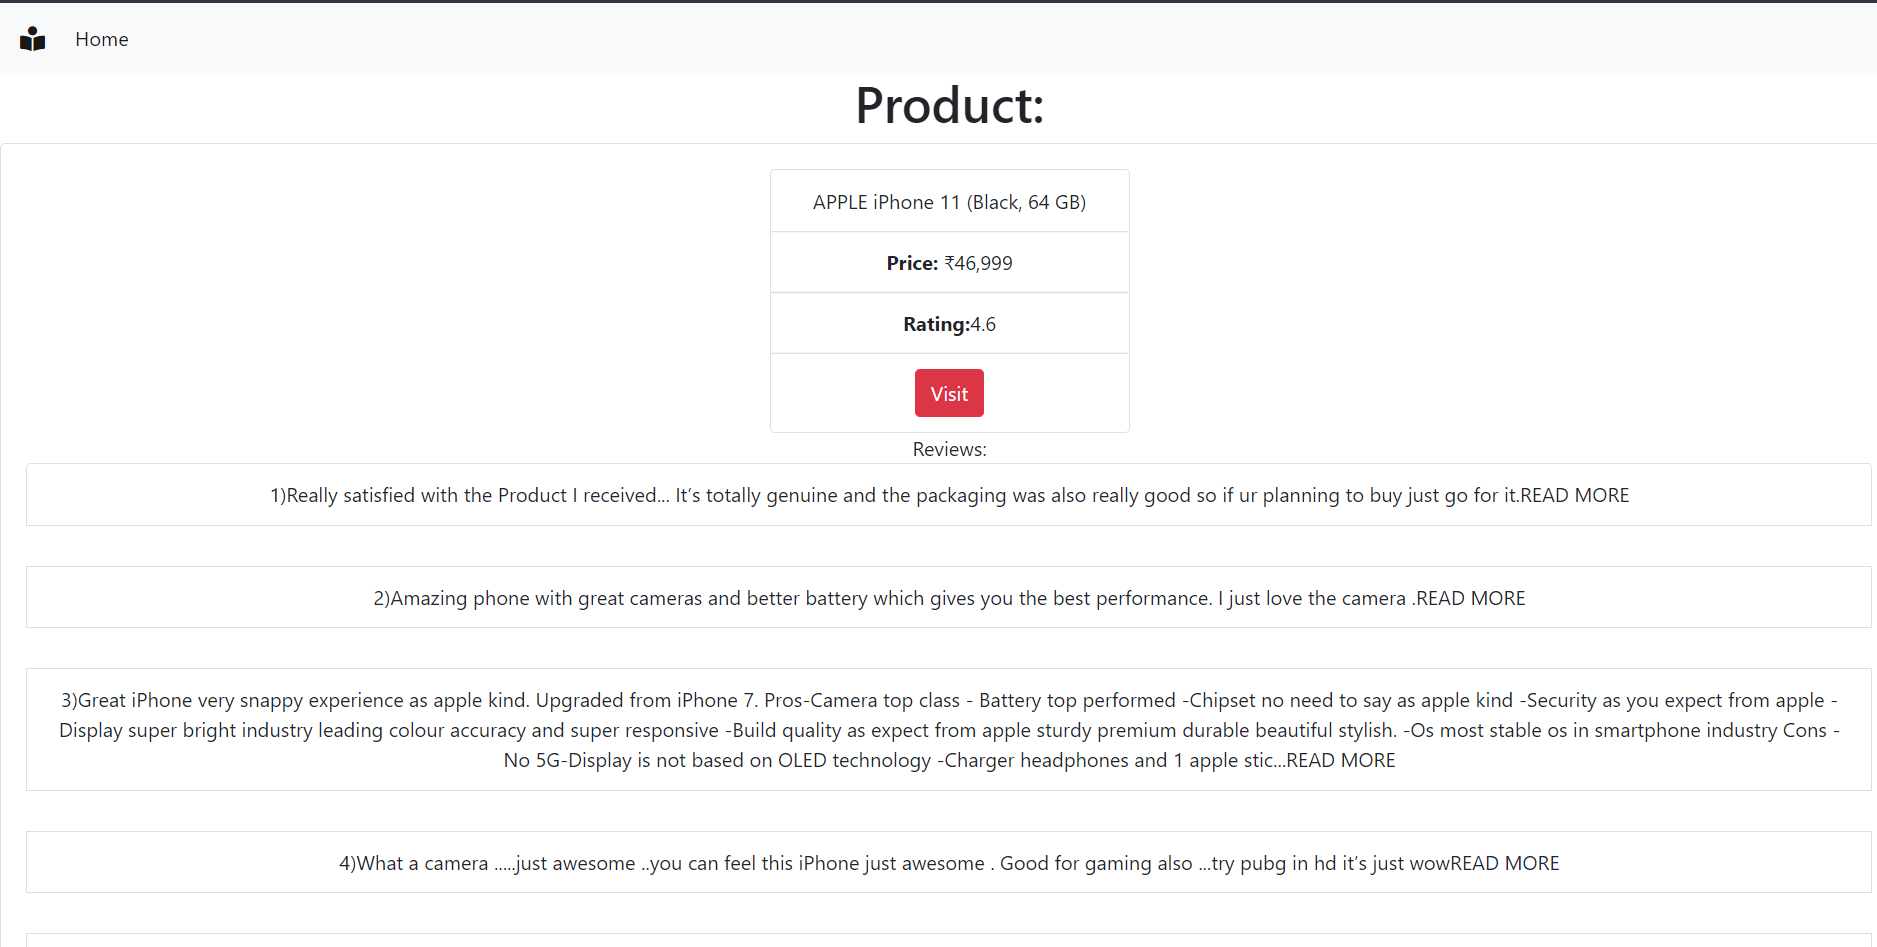 Home
Product:
APPLE iPhone 11 (Black, 64 GB)
Price: ₹46,999
Rating:4.6
Visit
Reviews:
1)Really satisfied with the Product I received... It’s totally genuine and the packaging was also really good so if ur planning to buy just go for it.READ MORE
2)Amazing phone with great cameras and better battery which gives you the best performance. I just love the camera .READ MORE
3)Great iPhone very snappy experience as apple kind. Upgraded from iPhone 7. Pros-Camera top class - Battery top performed -Chipset no need to say as apple kind -Security as you expect from apple -
Display super bright industry leading colour accuracy and super responsive -Build quality as expect from apple sturdy premium durable beautiful stylish. -Os most stable os in smartphone industry Cons -
No 5G-Display is not based on OLED technology -Charger headphones and 1 apple stic...READ MORE
4)What a camera .....just awesome ..you can feel this iPhone just awesome . Good for gaming also ...try pubg in hd it’s just wowREAD MORE